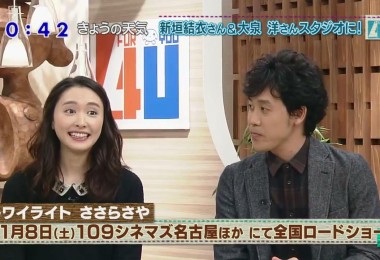 0:42
きょうの天気
新垣結衣さん&大泉 洋さんスタジオに!
FOR YOU
4U
ワイライト ささらさや
1月8日(土)109シネマズ名古屋ほか にて全国ロードショー